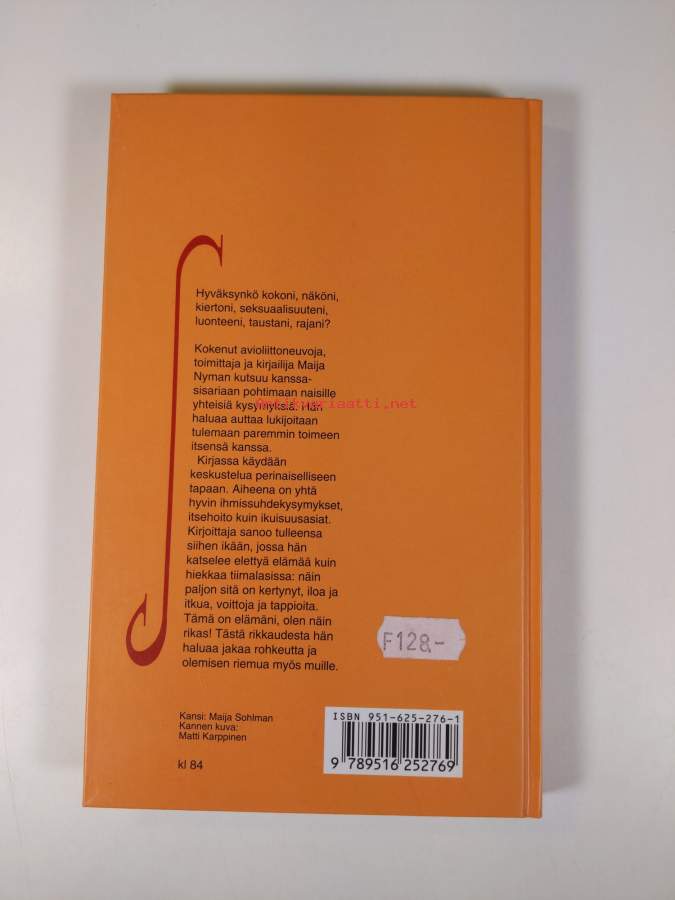 Hyväksynkö kokoni, näköni,
kiertoni, seksuaalisuuteni,
luonteeni, taustani, rajani?
Kokenut avioliittoneuvoja,
toimittaja ja kirjailija Maija
Nyman kutsuu kanssa-
sisariaan pohtimaan naisille
yhteisiä kysymyksiä. Hän
Antikvariaatti.net
haluaa auttaa lukijoitaan
tulemaan paremmin toimeen
itsensä kanssa.
Kirjassa käydään
keskustelua perinaiselliseen
tapaan. Aiheena on yhtä
hyvin ihmissuhdekysymykset,
itsehoito kuin ikuisuusasiat.
Kirjoittaja sanoo tulleensa
siihen ikään, jossa hän
katselee elettyä elämää kuin
hiekkaa tiimalasissa: näin
paljon sitä on kertynyt, iloa ja
itkua, voittoja ja tappioita.
Tämä on elämäni, olen näin
rikas! Tästä rikkaudesta hän
haluaa jakaa rohkeutta ja
olemisen riemua myös muille.
F128.-
Kansi: Maija Sohlman
Kannen kuva:
Matti Karppinen
kl 84
ISBN 951-625-276-1
9 789516 252769